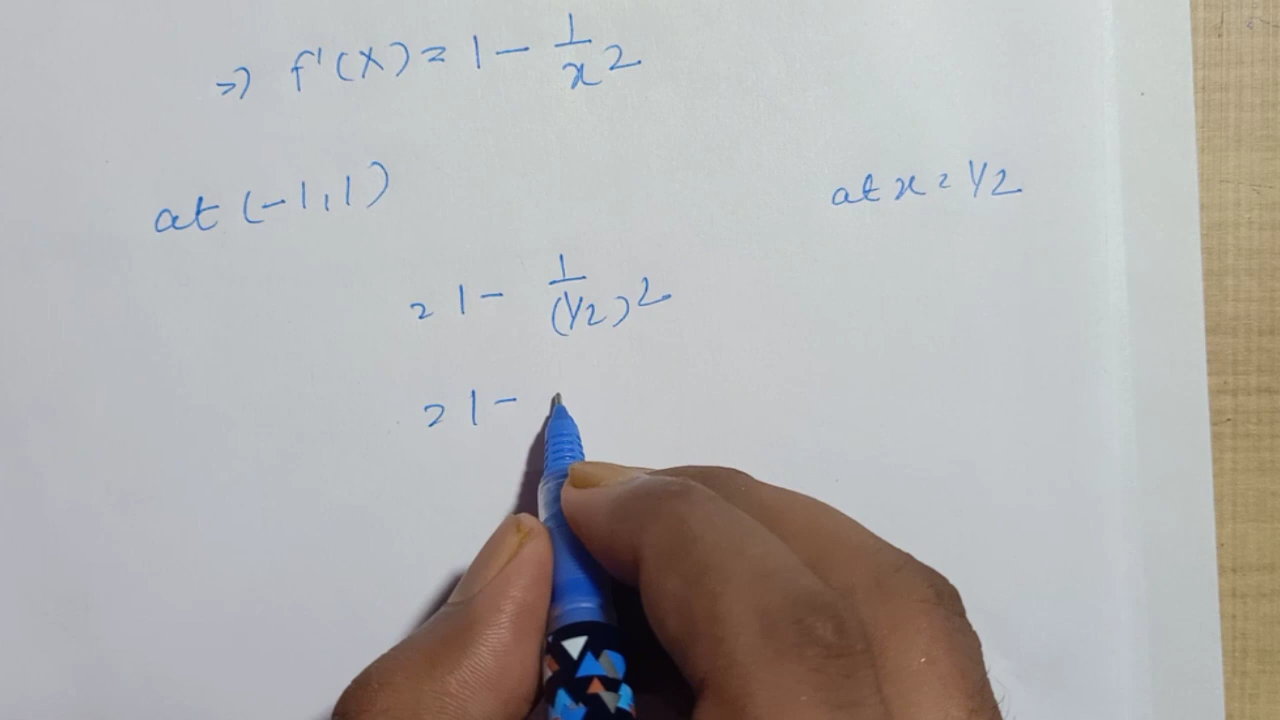 => f'(x) = 1 - 1/x²
at (-1,1) at x = 1/2
= 1 - 1/(1/2)²
= 1 -